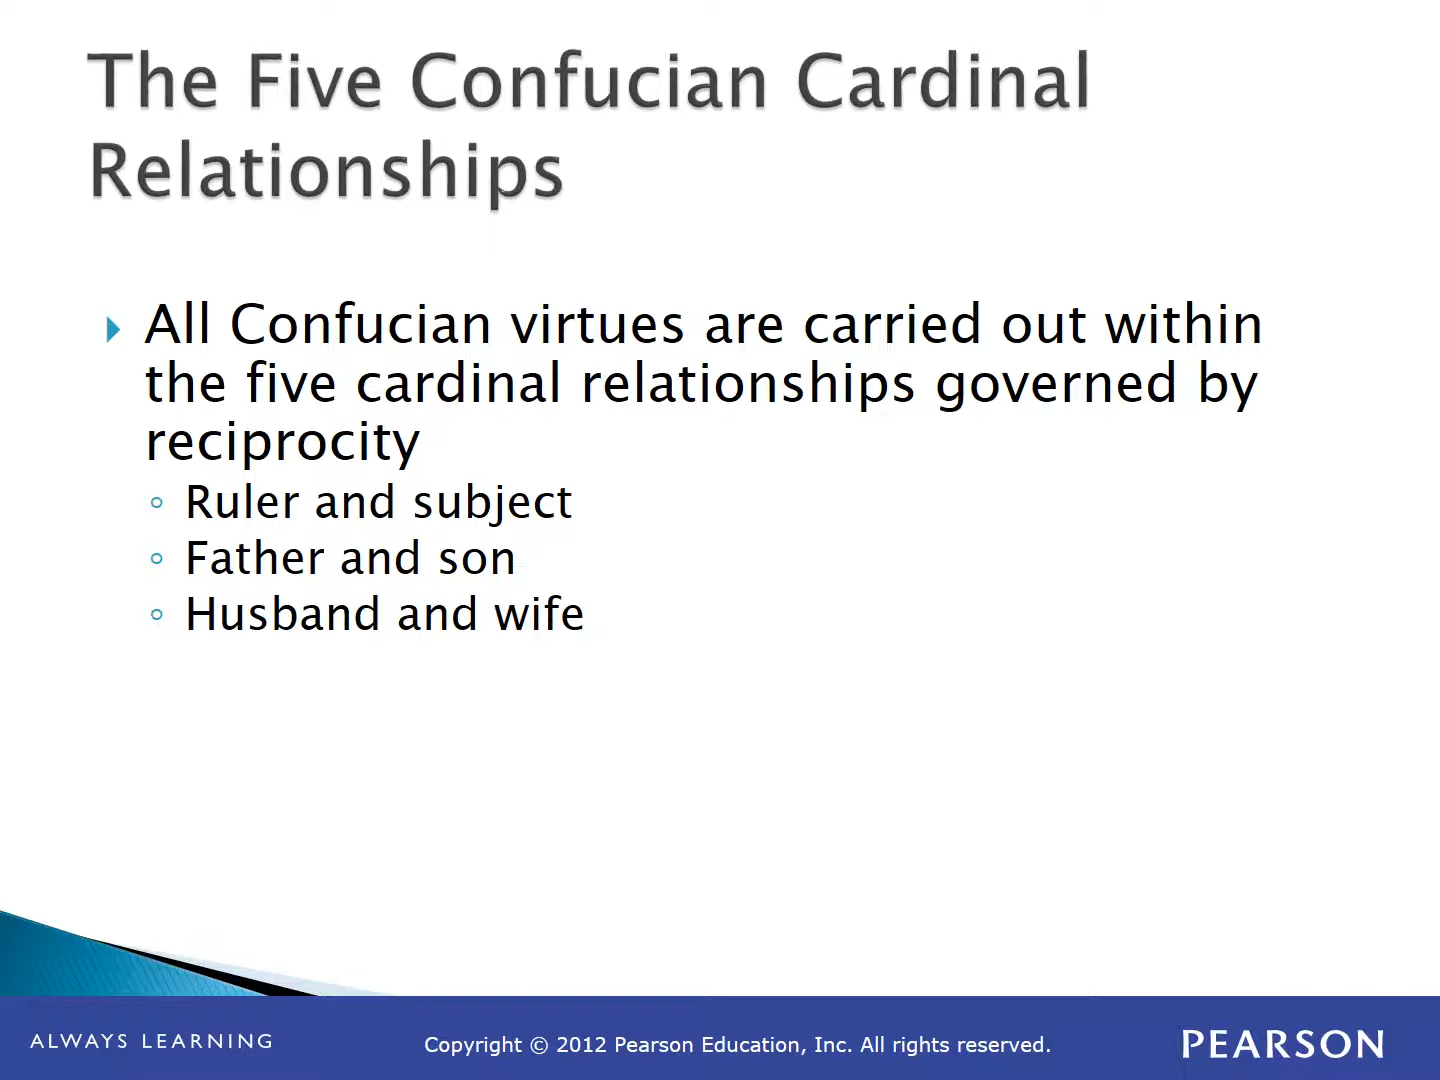 The Five Confucian Cardinal
Relationships
All Confucian virtues are carried out within
the five cardinal relationships governed by
reciprocity
Ruler and subject
Father and son
Husband and wife
ALWAYS LEARNING
Copyright © 2012 Pearson Education, Inc. All rights reserved.
PEARSON